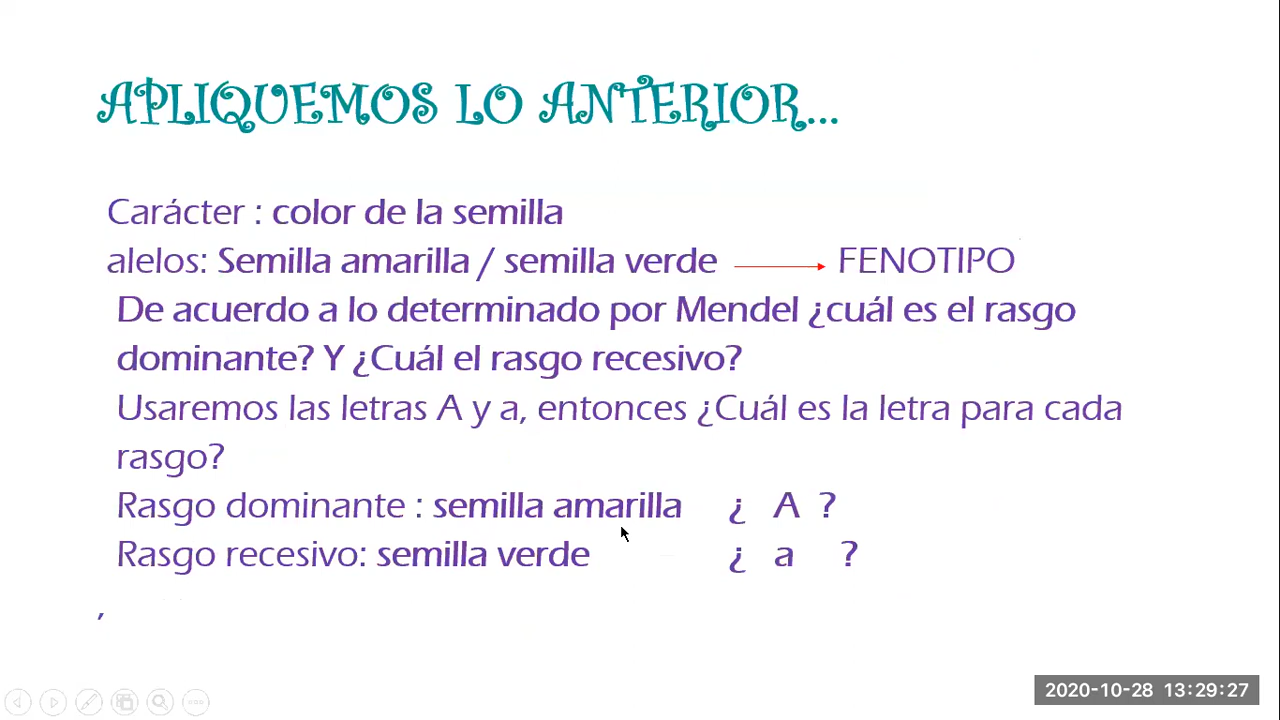 APLIQUEMOS LO ANTERIOR...
Carácter : color de la semilla
alelos: Semilla amarilla / semilla verde FENOTIPO
De acuerdo a lo determinado por Mendel ¿cuál es el rasgo
dominante? Y ¿Cuál el rasgo recesivo?
Usaremos las letras A y a, entonces ¿Cuál es la letra para cada
rasgo?
Rasgo dominante : semilla amarilla ¿ A ?
Rasgo recesivo: semilla verde ¿ a ?
,
2020-10-28 13:29:27